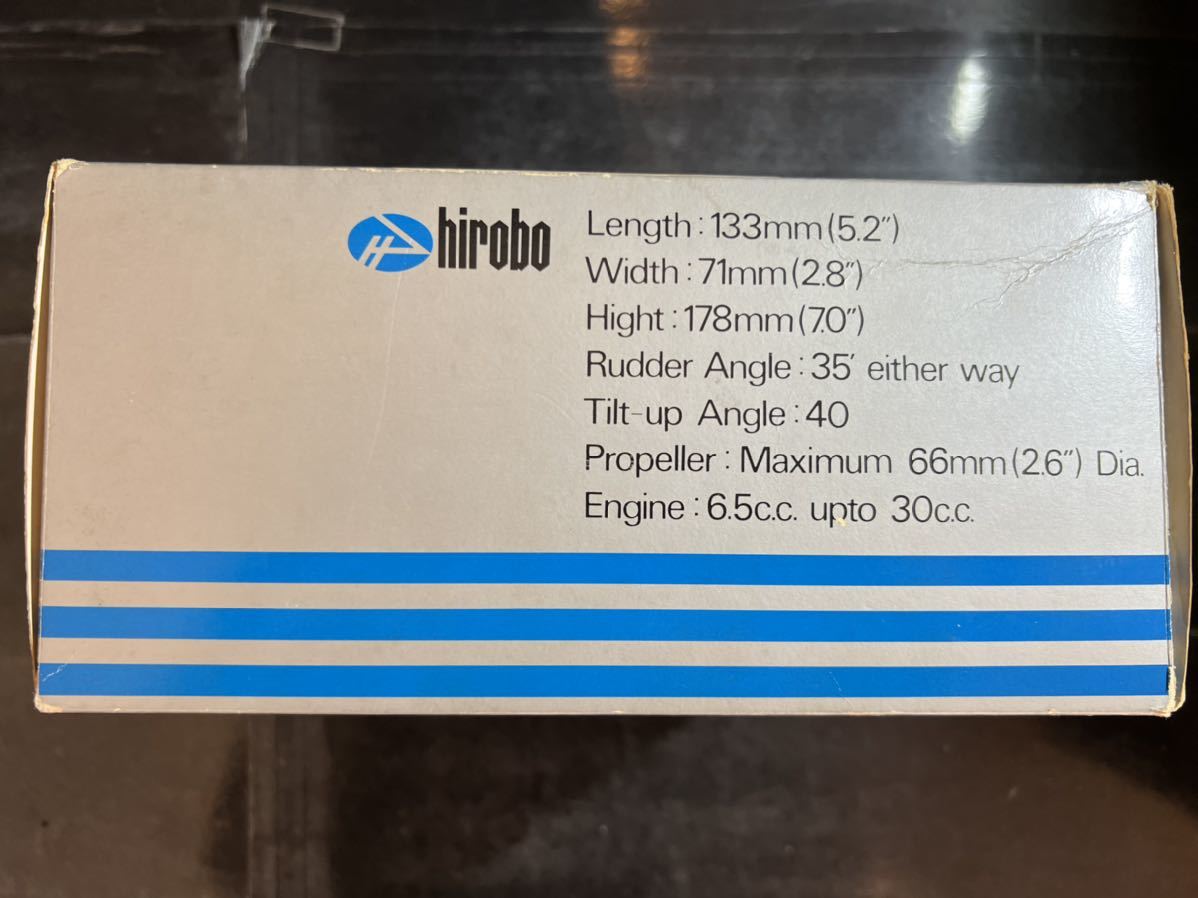 hirobo
Length:133mm(5.2″)
Width:71mm(2.8″)
Hight:178mm(7.0″)
Rudder Angle:35′ either way
Tilt-up Angle:40
Propeller: Maximum 66mm(2.6″) Dia.
Engine:6.5c.c. upto 30c.c.